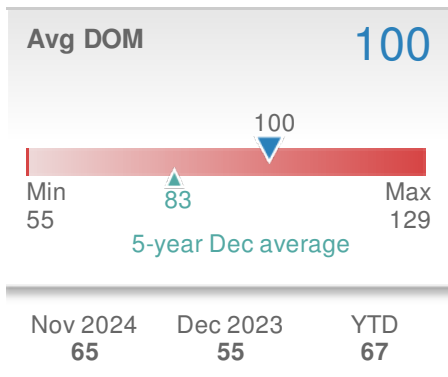 Avg DOM 100
100
Min Max
55 83 129
5-year Dec average
Nov 2024 Dec 2023 YTD
65 55 67